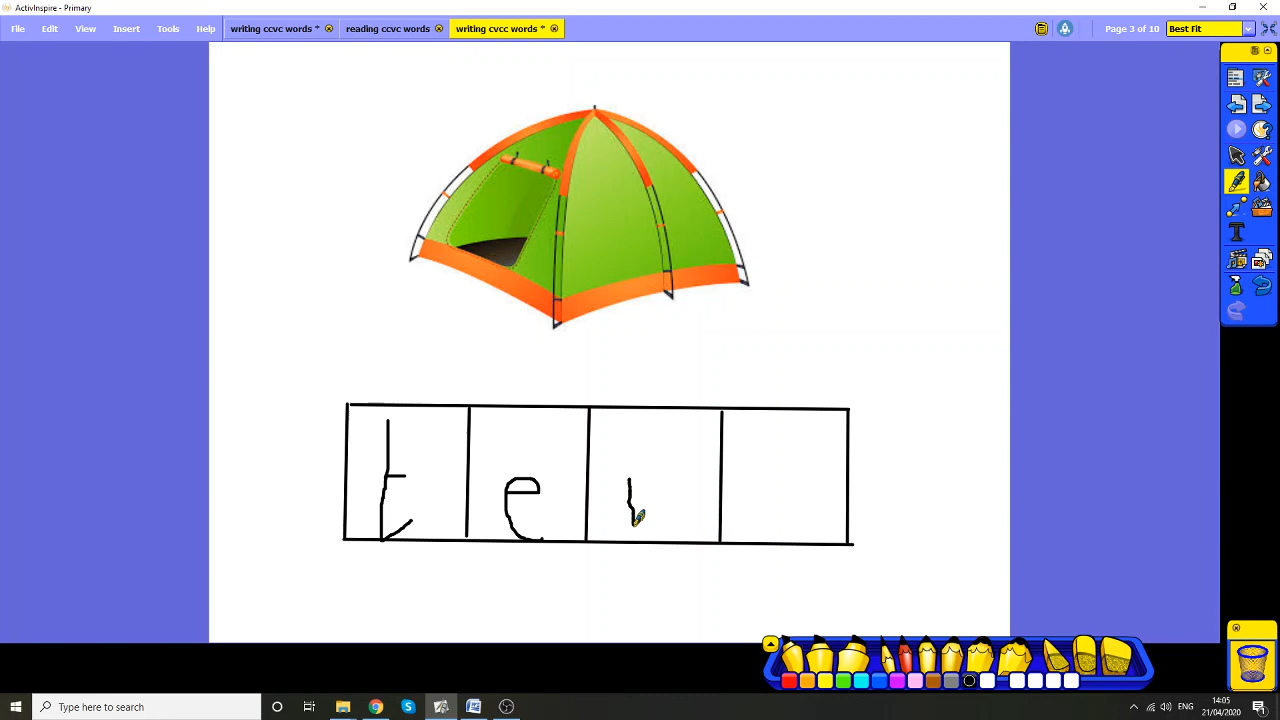 ActivInspire - Primary
File Edit View Insert Tools Help writing ccvc words * reading ccvc words writing cvcc words * Page 3 of 10 Best Fit
t e
Type here to search
ENG 14:05
21/04/2020